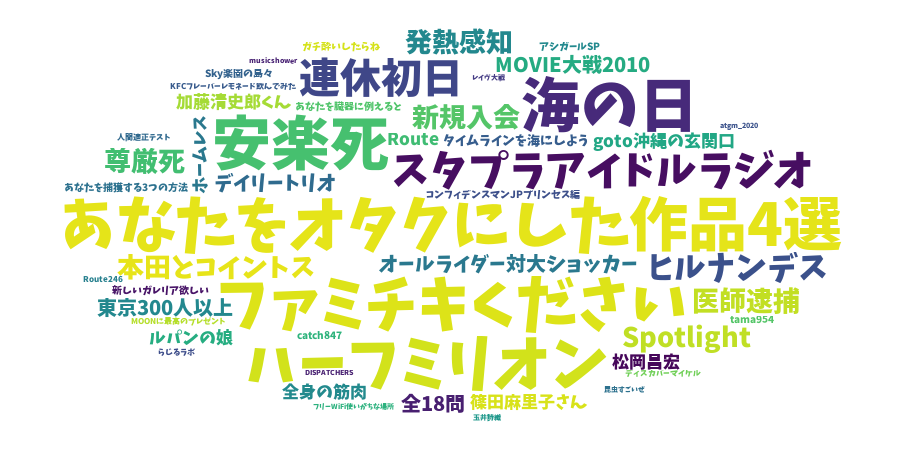 ガチ酔いしたらね
発熱感知
アシガールSP
musicshower
MOVIE大戦2010
Sky楽園の島々
連休初日
レイヴ大戦
KFCフレーバーレモネード飲んでみた
海の日
加藤清史郎くん
あなたを臓器に例えると
新規入会
安楽死
ホームレス
atgm_2020
人間適正テスト
Route
タイムラインを海にしよう
goto沖縄の玄関口
尊厳死
スタプラアイドルラジオ
あなたを捕獲する3つの方法
デイリートリオ
コンフィデンスマンJPプリンセス編
あなたをオタクにした作品4選
本田とコイントス
オールライダー対大ショッカー
ヒルナンデス
Route246
新しいガレリア欲しい
ファミチキください
医師逮捕
東京300人以上
MOONに最高のプレゼント
tama954
ルパンの娘
catch847
Spotlight
らじるラボ
ハーフミリオン
松岡昌宏
DISPATCHERS
ディスカバーマイケル
全身の筋肉
昆虫すごいぜ
フリーWiFi使いがちな場所
全18問
篠田麻里子さん
玉井詩織